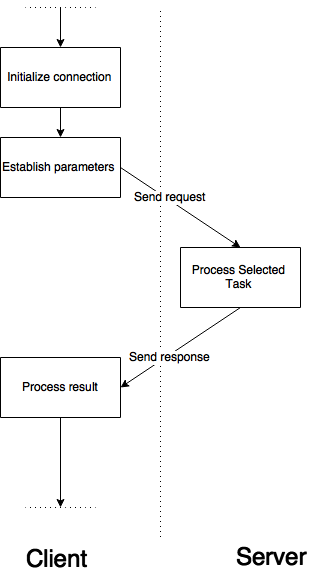 Initialize connection
Establish parameters
Send request
Process Selected
Task
Send response
Process result
Client
Server